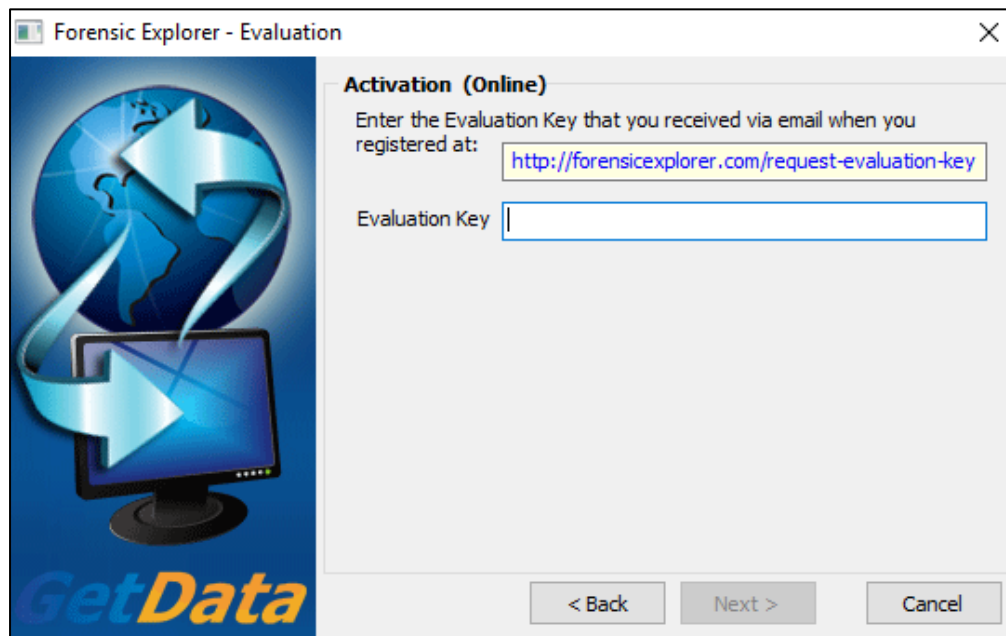 Forensic Explorer - Evaluation
Activation (Online)
Enter the Evaluation Key that you received via email when you
registered at:
http://forensicexplorer.com/request-evaluation-key
Evaluation Key
GetData
< Back
Next >
Cancel